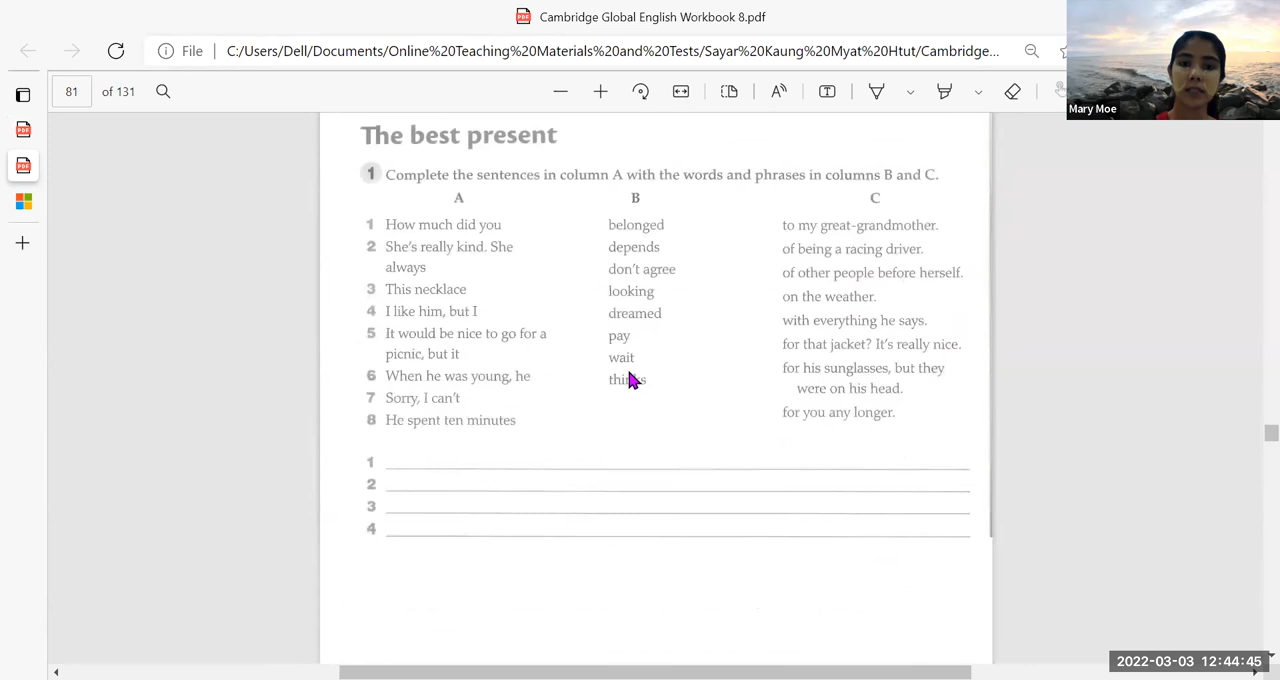 Cambridge Global English Workbook 8.pdf
File C:/Users/Dell/Documents/Online%20Teaching%20Materials%20and%20Tests/Sayar%20Kaung%20Myat%20Htut/Cambridge...
81 of 131
Mary Moe
The best present
1 Complete the sentences in column A with the words and phrases in columns B and C.
A B C
1 How much did you
2 She's really kind. She
always
3 This necklace
4 I like him, but I
5 It would be nice to go for a
picnic, but it
6 When he was young, he
7 Sorry, I can't
8 He spent ten minutes
belonged
depends
don't agree
looking
dreamed
pay
wait
thinks
to my great-grandmother.
of being a racing driver.
of other people before herself.
on the weather.
with everything he says.
for that jacket? It's really nice.
for his sunglasses, but they
were on his head.
for you any longer.
1
2
3
4
2022-03-03 12:44:45